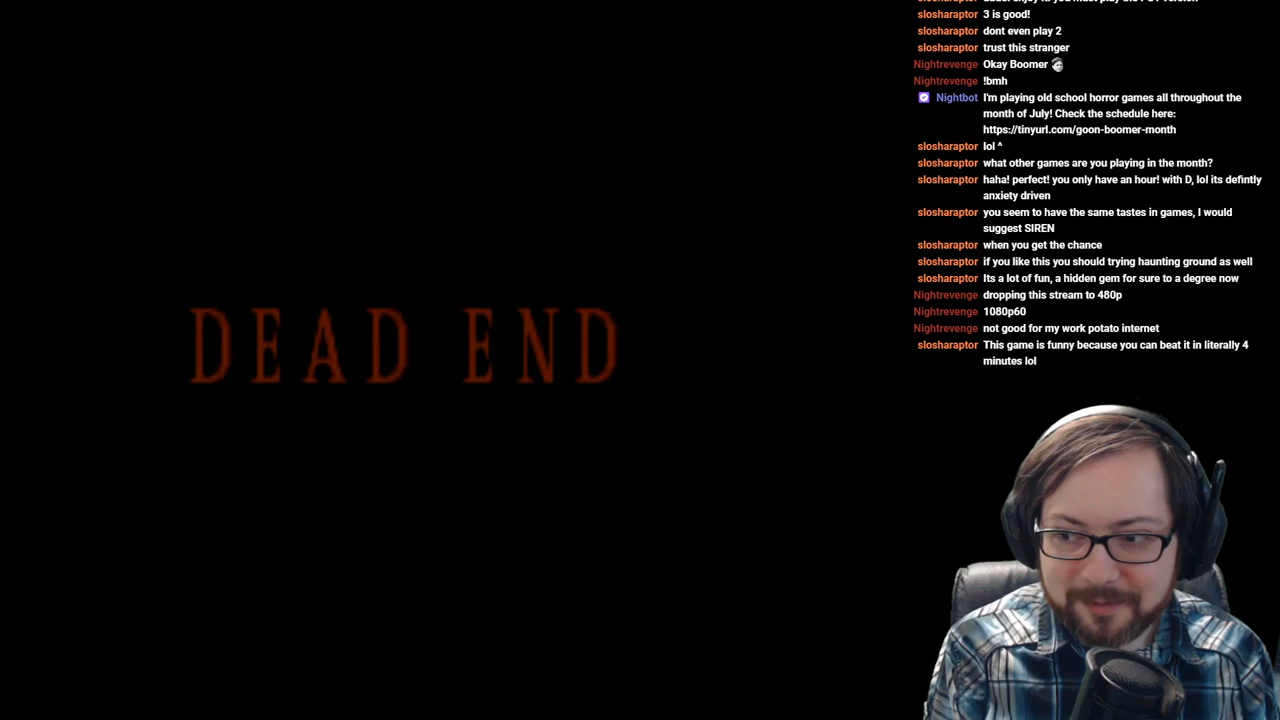 slosharaptor 3 is good!
slosharaptor dont even play 2
slosharaptor trust this stranger
Nightrevenge Okay Boomer
Nightrevenge !bmh
Nightbot I'm playing old school horror games all throughout the
month of July! Check the schedule here:
https://tinyurl.com/goon-boomer-month
slosharaptor lol ^
slosharaptor what other games are you playing in the month?
slosharaptor haha! perfect! you only have an hour! with D, lol its defintly
anxiety driven
slosharaptor you seem to have the same tastes in games, I would
suggest SIREN
slosharaptor when you get the chance
slosharaptor if you like this you should trying haunting ground as well
slosharaptor Its a lot of fun, a hidden gem for sure to a degree now
Nightrevenge dropping this stream to 480p
Nightrevenge 1080p60
Nightrevenge not good for my work potato internet
slosharaptor This game is funny because you can beat it in literally 4
minutes lol
DEAD END